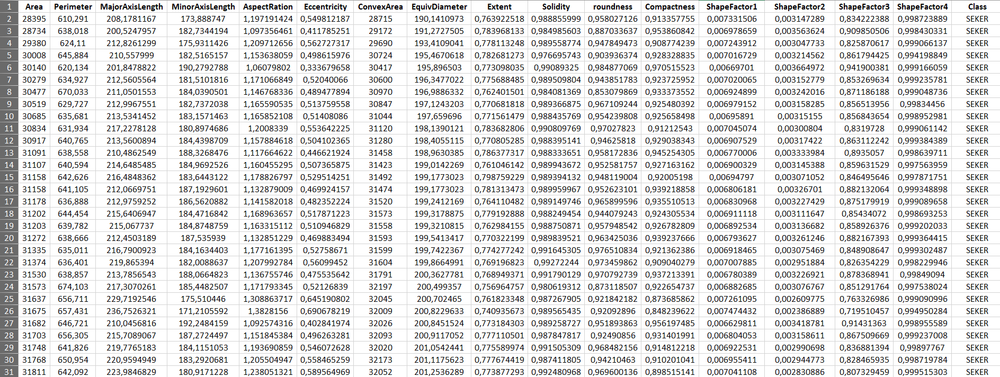 1 Area Perimeter MajorAxisLength MinorAxisLength AspectRation Eccentricity ConvexArea EquivDiameter Extent Solidity roundness Compactness ShapeFactor1 ShapeFactor2 ShapeFactor3 ShapeFactor4 Class
2 28395 610,291 208,1781167 173,888747 1,197191424 0,549812187 28715 190,1410973 0,763922518 0,988855999 0,958027126 0,913357755 0,007331506 0,003147289 0,834222388 0,998723889 SEKER
3 28734 638,018 200,5247957 182,7344194 1,097356461 0,411785251 29172 191,2727505 0,783968133 0,984985603 0,887033637 0,953860842 0,006978659 0,003563624 0,909850506 0,998430331 SEKER
4 29380 624,11 212,8261299 175,9311426 1,209712656 0,562727317 29690 193,4109041 0,778113248 0,989558774 0,947849473 0,908774239 0,007243912 0,003047733 0,825870617 0,999066137 SEKER
5 30008 645,884 210,557999 182,5165157 1,153638059 0,498615976 30724 195,4670618 0,782681273 0,976695743 0,903936374 0,928328835 0,007016729 0,003214562 0,861794425 0,994198849 SEKER
6 30140 620,134 201,8478822 190,2792788 1,06079802 0,333679658 30417 195,896503 0,773098035 0,99089325 0,984877069 0,970515523 0,00669701 0,003664972 0,941900381 0,999166059 SEKER
7 30279 634,927 212,5605564 181,5101816 1,171066849 0,52040066 30600 196,3477022 0,775688485 0,989509804 0,943851783 0,923725952 0,007020065 0,003152779 0,853269634 0,999235781 SEKER
8 30477 670,033 211,0501553 184,0390501 1,146768336 0,489477894 30970 196,9886332 0,762401501 0,984081369 0,853079869 0,933373552 0,006924899 0,003242016 0,871186188 0,999048736 SEKER
9 30519 629,727 212,9967551 182,7372038 1,165590535 0,513759558 30847 197,1243203 0,770681818 0,989366875 0,967109244 0,925480392 0,006979152 0,003158285 0,856513956 0,99834456 SEKER
10 30685 635,681 213,5341452 183,1571463 1,165852108 0,51408086 31044 197,659696 0,771561479 0,988435769 0,954239808 0,925658498 0,00695891 0,00315155 0,856843654 0,998952981 SEKER
11 30834 631,934 217,2278128 180,8974686 1,2008339 0,553642225 31120 198,1390121 0,783682806 0,990809769 0,97027823 0,91212543 0,007045074 0,00300804 0,8319728 0,999061142 SEKER
12 30917 640,765 213,5600894 184,4398709 1,157884618 0,504102365 31280 198,4055115 0,770805285 0,988395141 0,94625818 0,929038343 0,006907529 0,00317422 0,863112242 0,999384389 SEKER
13 31091 638,558 210,4862549 188,3268476 1,117664622 0,446621924 31458 198,9630385 0,786377317 0,988333651 0,958172836 0,945254305 0,006770006 0,003333984 0,8935057 0,998639711 SEKER
14 31107 640,594 214,6485485 184,9692526 1,160455295 0,507365875 31423 199,0142269 0,761046142 0,989943672 0,952581757 0,927163162 0,006900329 0,003145388 0,859631529 0,997563959 SEKER
15 31158 642,626 216,4848362 183,6443122 1,178826797 0,529514251 31492 199,1773023 0,798759229 0,989394132 0,948119004 0,92005198 0,00694797 0,003071052 0,846495646 0,997871751 SEKER
16 31158 641,105 212,0669751 187,1929601 1,132879009 0,469924157 31474 199,1773023 0,781313473 0,989959967 0,952623101 0,939218858 0,006806181 0,00326701 0,882132064 0,999348898 SEKER
17 31178 636,888 212,9759252 186,5620882 1,141582018 0,482352224 31520 199,2412169 0,764110482 0,989149746 0,965899596 0,935510513 0,006830968 0,003227429 0,875179919 0,999089658 SEKER
18 31202 644,454 215,6406947 184,4716842 1,168963657 0,517871223 31573 199,3178875 0,779192888 0,988249454 0,944079243 0,924305534 0,006911118 0,003111647 0,85434072 0,998693253 SEKER
19 31203 639,782 215,067737 184,8748759 1,163315112 0,510946829 31558 199,3210815 0,762984155 0,988750871 0,957948542 0,926782809 0,006892534 0,003136682 0,858926376 0,999202033 SEKER
20 31272 638,666 212,4503189 187,535939 1,132851229 0,469883494 31593 199,5413417 0,770322199 0,989839521 0,963425036 0,939237666 0,006793627 0,003261246 0,882167393 0,999364415 SEKER
21 31335 635,011 216,7900923 184,1634403 1,177161395 0,52758671 31599 199,7422367 0,774277242 0,991645305 0,976510834 0,921362386 0,006918465 0,003075469 0,848908647 0,999302487 SEKER
22 31374 636,401 219,865394 182,0088637 1,207992784 0,56099452 31604 199,8664991 0,769196823 0,99272244 0,973459862 0,909040279 0,007007885 0,002951884 0,826354229 0,998229946 SEKER
23 31530 638,857 213,7856543 188,0664823 1,136755746 0,475535642 31791 200,3627781 0,768949371 0,991790129 0,970792739 0,937213391 0,006780389 0,003226921 0,878368941 0,99849094 SEKER
24 31573 674,103 217,3070261 185,4482507 1,171793345 0,52126839 32197 200,499357 0,756964757 0,980619312 0,873118507 0,922654737 0,006882685 0,003076767 0,851291764 0,997538024 SEKER
25 31637 656,711 229,7192546 175,510446 1,308863717 0,645190802 32045 200,702465 0,761823348 0,987267905 0,921842182 0,873685862 0,007261095 0,002609775 0,763326986 0,999090996 SEKER
26 31675 657,431 236,7526321 171,2105592 1,3828156 0,690678219 32009 200,8229633 0,740935673 0,989565435 0,92092896 0,848239622 0,007474432 0,002386889 0,719510457 0,994950284 SEKER
27 31682 646,721 210,0456816 192,2484159 1,092574316 0,402841974 32026 200,8451524 0,773184303 0,989258727 0,951893863 0,956197485 0,006629811 0,003418781 0,91431363 0,998955589 SEKER
28 31703 656,305 215,7089067 187,2724497 1,151845384 0,496263281 32093 200,9117052 0,777110501 0,987847817 0,92490856 0,931401991 0,006804053 0,003158611 0,867509669 0,999237008 SEKER
29 31748 641,826 219,7765183 184,1151053 1,193690859 0,546072628 32020 201,0542441 0,775589974 0,991505309 0,968482156 0,914812218 0,006922531 0,002990698 0,836881394 0,99897767 SEKER
30 31768 650,954 220,9594949 183,2920681 1,205504947 0,558465259 32173 201,1175623 0,777674419 0,987411805 0,94210463 0,910201041 0,006955411 0,002944773 0,828465935 0,998719784 SEKER
31 31811 642,092 223,9846829 180,9171228 1,238051321 0,589564969 32052 201,2536289 0,773877293 0,992480968 0,969600136 0,898515141 0,007041108 0,002830886 0,807329459 0,999515303 SEKER